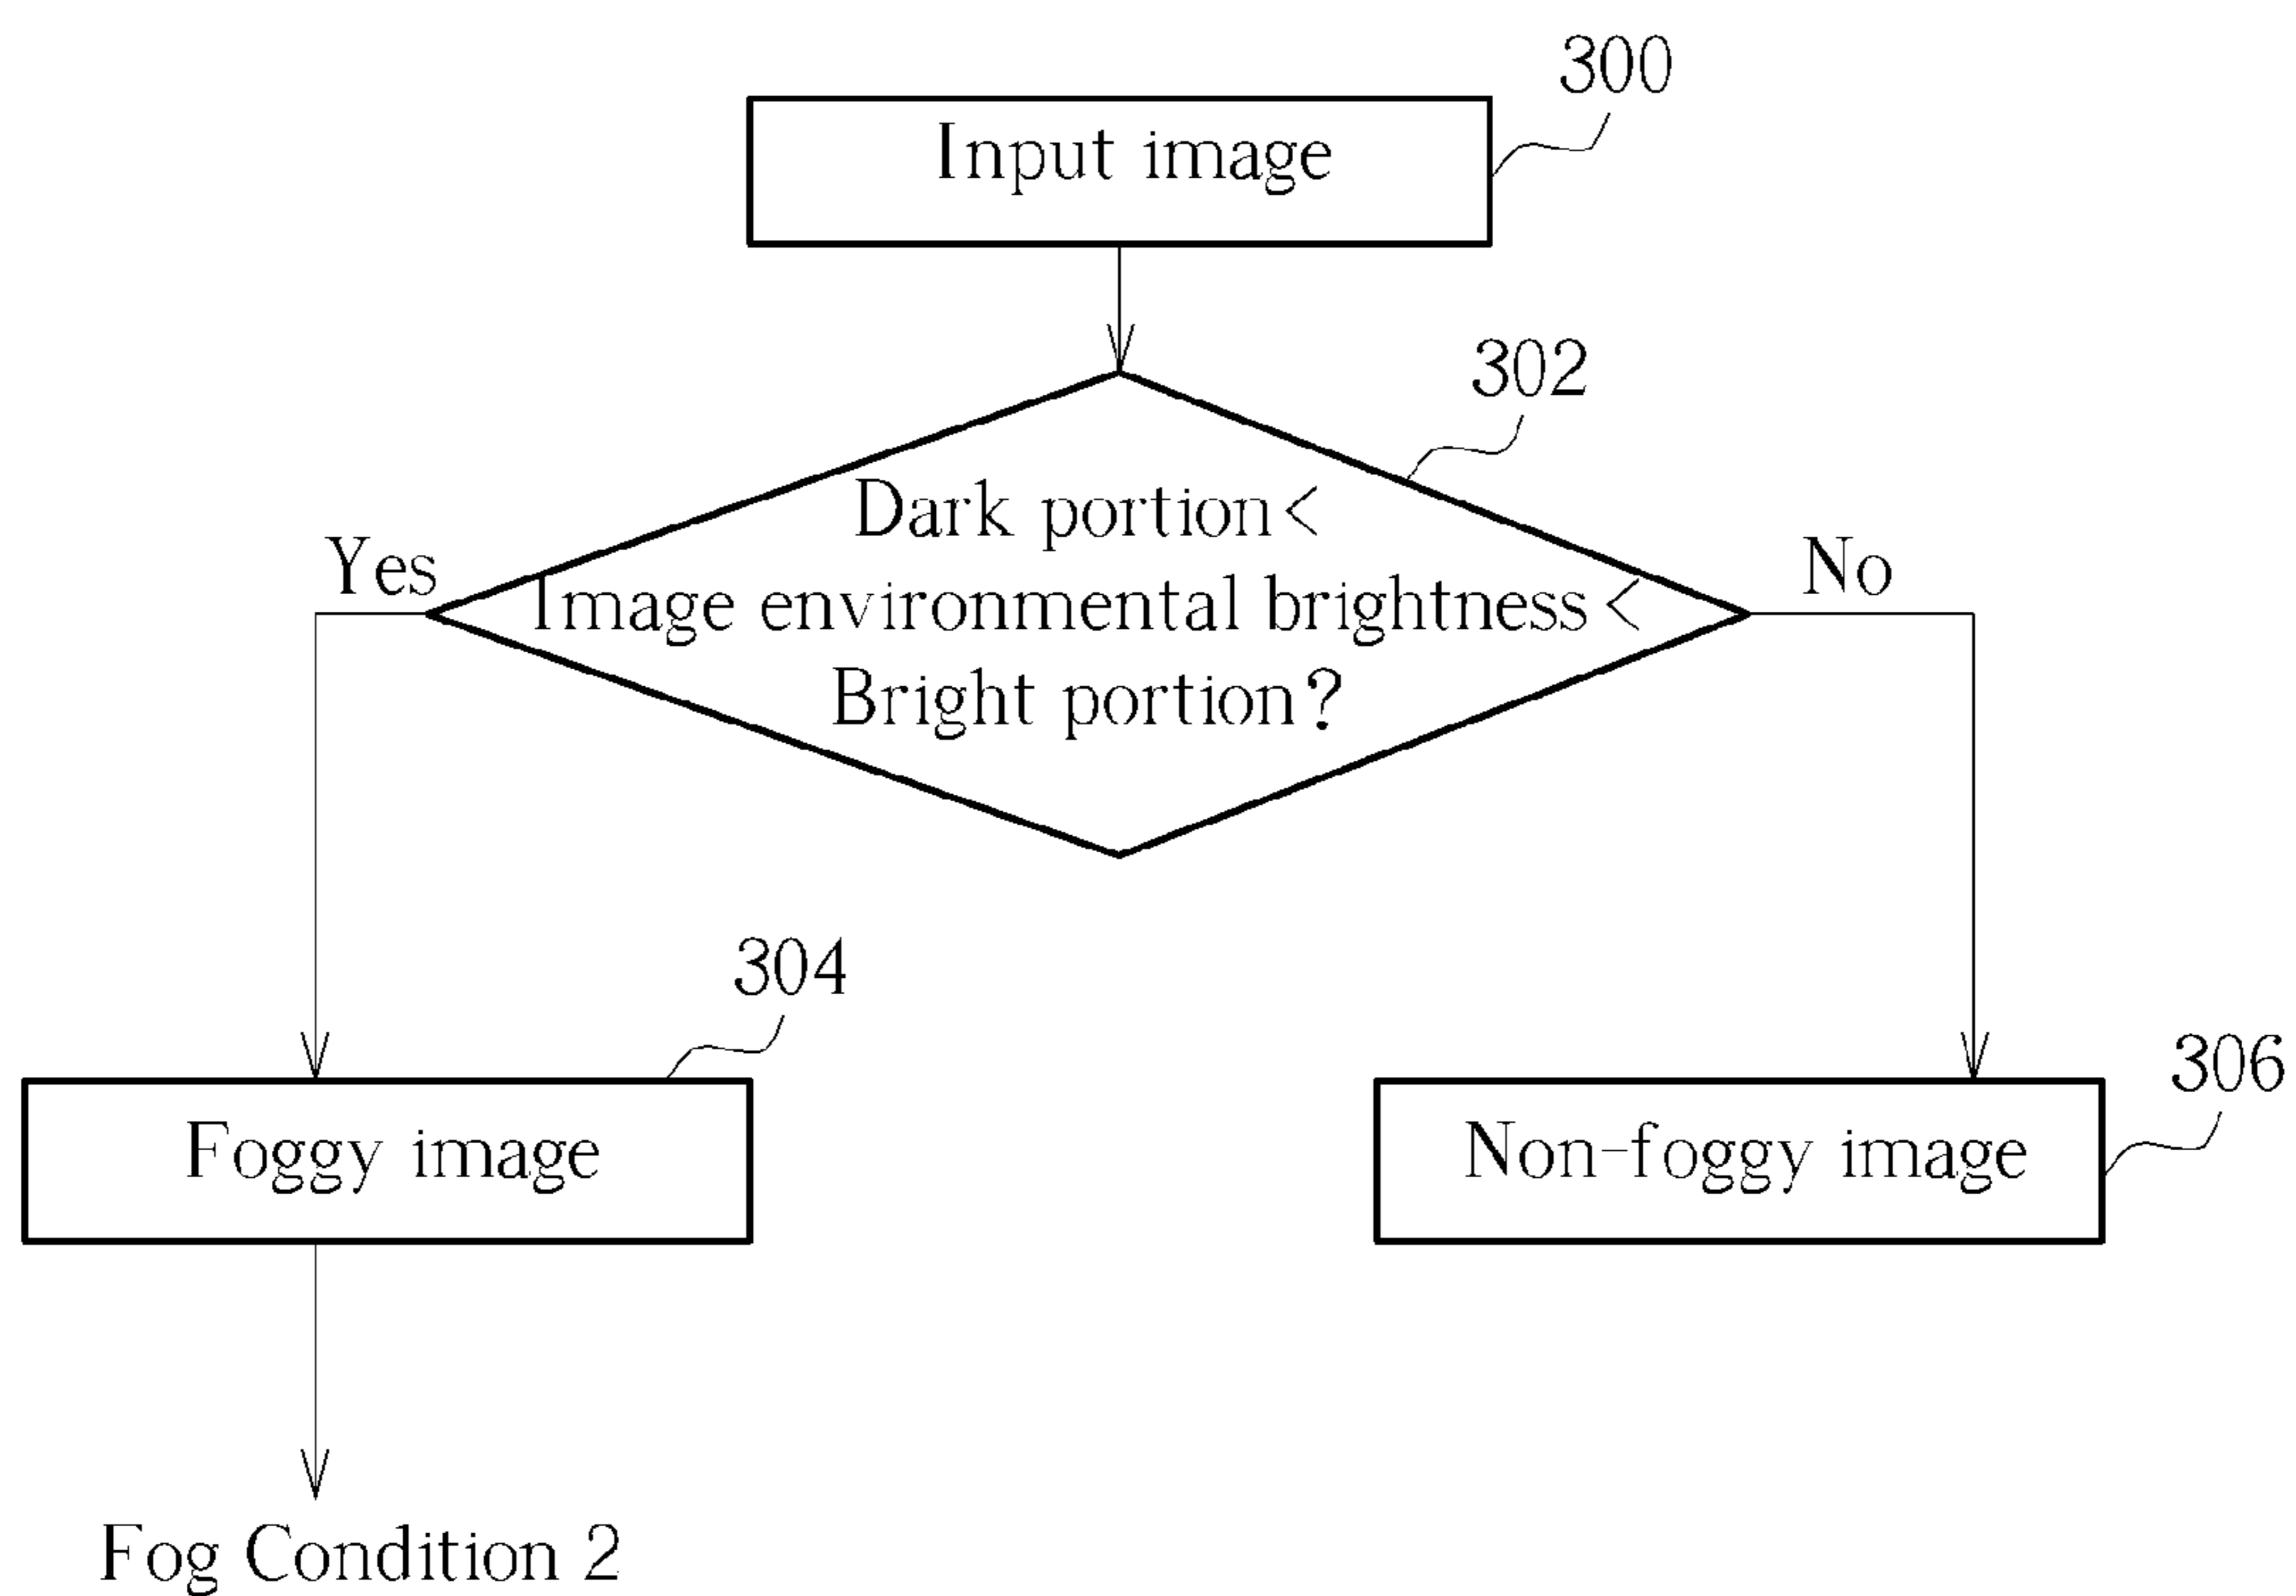 300
Input image
302
Dark portion<
Yes
Image environmental brightness<
No
Bright portion?
304
306
Foggy image
Non-foggy image
Fog Condition 2